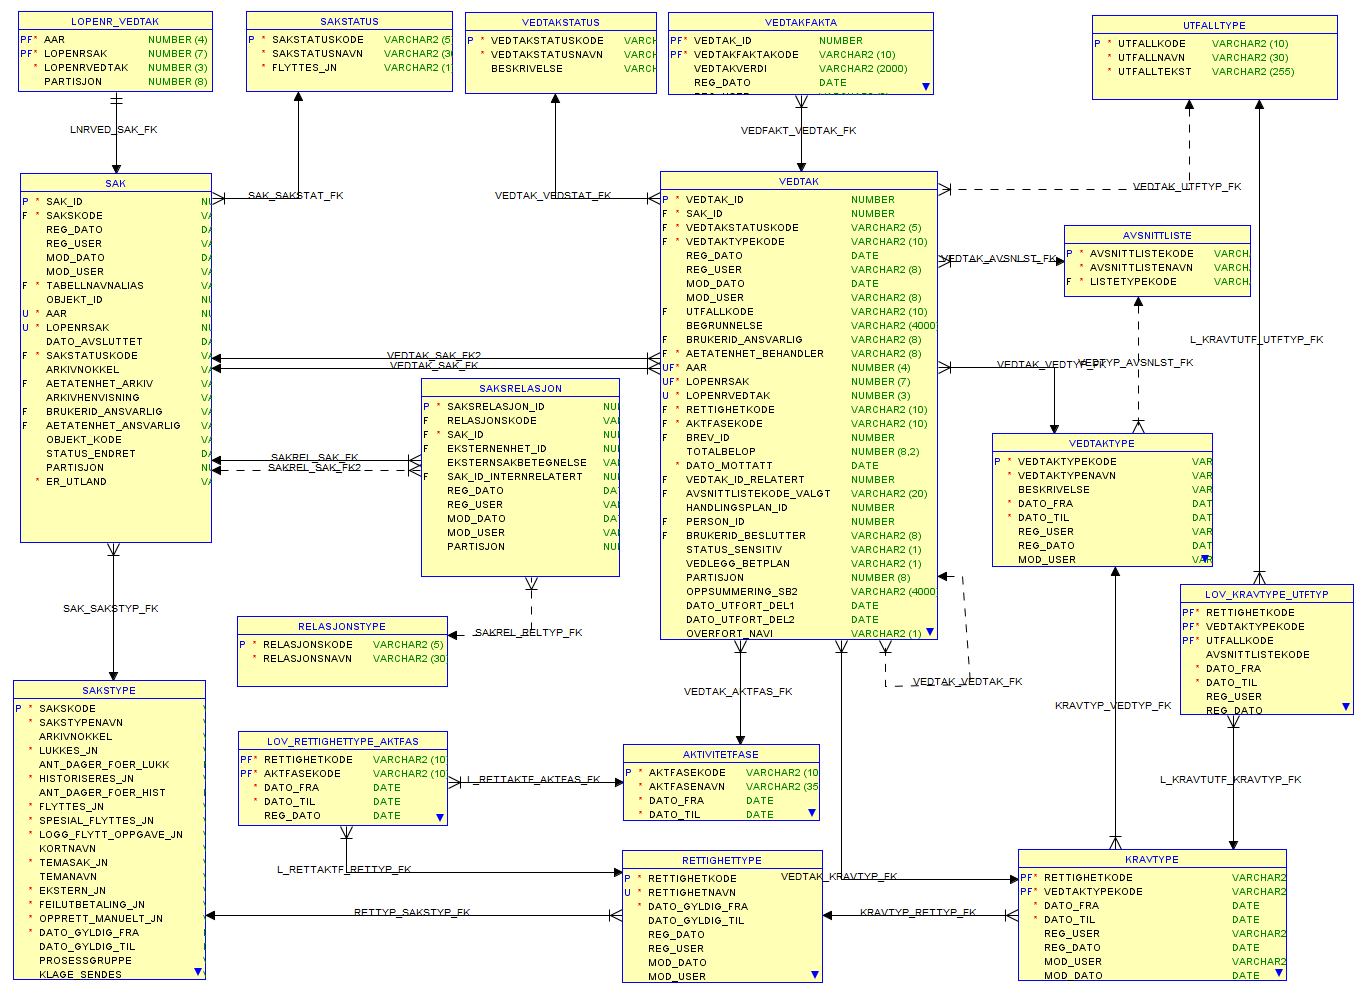 LOPENR_VEDTAK
PF* AAR NUMBER (4)
PF* LOPENRSAK NUMBER (7)
* LOPENRVEDTAK NUMBER (3)
PARTISJON NUMBER (8)
SAKSTATUS
P * SAKSTATUSKODE VARCHAR2 (5
* SAKSTATUSNAVN VARCHAR2 (3
* FLYTTES_JN VARCHAR2 (1
VEDTAKSTATUS
P * VEDTAKSTATUSKODE VARCH
* VEDTAKSTATUSNAVN VARCH
BESKRIVELSE VARCH
VEDTAKFAKTA
PF* VEDTAK_ID NUMBER
PF* VEDTAKFAKTAKODE VARCHAR2 (10)
VEDTAKVERDI VARCHAR2 (2000)
REG_DATO DATE
UTFALLTYPE
P * UTFALLKODE VARCHAR2 (10)
* UTFALLNAVN VARCHAR2 (30)
* UTFALLTEKST VARCHAR2 (255)
LNRVED_SAK_FK
VEDFAKT_VEDTAK_FK
SAK_SAKSTAT_FK
VEDTAK_VEDSTAT_FK
VEDTAK_UTFTYP_FK
SAK
P * SAK_ID NU
F * SAKSKODE VA
REG_DATO DA
REG_USER VA
MOD_DATO DA
MOD_USER VA
F * TABELLNAVNALIAS VA
OBJEKT_ID NU
U * AAR NU
U * LOPENRSAK NU
DATO_AVSLUTTET DA
F * SAKSTATUSKODE VA
ARKIVNOKKEL VA
F AETATENHET_ARKIV VA
ARKIVHENVISNING VA
F BRUKERID_ANSVARLIG VA
F AETATENHET_ANSVARLIG VA
OBJEKT_KODE VA
STATUS_ENDRET DA
PARTISJON NU
* ER_UTLAND VA
VEDTAK
P * VEDTAK_ID NUMBER
F * SAK_ID NUMBER
F * VEDTAKSTATUSKODE VARCHAR2 (5)
F * VEDTAKTYPEKODE VARCHAR2 (10)
REG_DATO DATE
REG_USER VARCHAR2 (8)
MOD_DATO DATE
MOD_USER VARCHAR2 (8)
F UTFALLKODE VARCHAR2 (10)
BEGRUNNELSE VARCHAR2 (4000
F BRUKERID_ANSVARLIG VARCHAR2 (8)
F * AETATENHET_BEHANDLER VARCHAR2 (8)
UF* AAR NUMBER (4)
UF* LOPENRSAK NUMBER (7)
U * LOPENRVEDTAK NUMBER (3)
F * RETTIGHETKODE VARCHAR2 (10)
F * AKTFASEKODE VARCHAR2 (10)
F BREV_ID NUMBER
TOTALBELOP NUMBER (8,2)
* DATO_MOTTATT DATE
F VEDTAK_ID_RELATERT NUMBER
F AVSNITTLISTEKODE_VALGT VARCHAR2 (20)
HANDLINGSPLAN_ID NUMBER
F PERSON_ID NUMBER
F BRUKERID_BESLUTTER VARCHAR2 (8)
STATUS_SENSITIV VARCHAR2 (1)
VEDLEGG_BETPLAN VARCHAR2 (1)
PARTISJON NUMBER (8)
OPPSUMMERING_SB2 VARCHAR2 (4000
DATO_UTFORT_DEL1 DATE
DATO_UTFORT_DEL2 DATE
OVERFORT_NAVI VARCHAR2 (1)
AVSNITTLISTE
P * AVSNITTLISTEKODE VARCH
* AVSNITTLISTENAVN VARCH
F * LISTETYPEKODE VARCH
VEDTAK_AVSNLST_FK
L_KRAVTUTF_UTFTYP_FK
VEDTAK_SAK_FK2
VEDTAK_SAK_FK
VEDTAK_VEDTYP_FK
VEDTYP_AVSNLST_FK
SAKSRELASJON
P * SAKSRELASJON_ID NU
F RELASJONSKODE VA
F * SAK_ID NU
F EKSTERNENHET_ID NU
EKSTERNSAKBETEGNELSE VA
F SAK_ID_INTERNRELATERT NU
REG_DATO DA
REG_USER VA
MOD_DATO DA
MOD_USER VA
PARTISJON NU
SAKREL_SAK_FK
SAKREL_SAK_FK2
VEDTAKTYPE
P * VEDTAKTYPEKODE VAR
* VEDTAKTYPENAVN VAR
BESKRIVELSE VAR
* DATO_FRA DAT
* DATO_TIL DAT
REG_USER VAR
REG_DATO DAT
MOD_USER VAR
SAK_SAKSTYP_FK
SAKREL_RELTYP_FK
RELASJONSTYPE
P * RELASJONSKODE VARCHAR2 (5)
* RELASJONSNAVN VARCHAR2 (30
LOV_KRAVTYPE_UTFTYP
PF* RETTIGHETKODE
PF* VEDTAKTYPEKODE
PF* UTFALLKODE
AVSNITTLISTEKODE
* DATO_FRA
* DATO_TIL
REG_USER
REG_DATO
VEDTAK_AKTFAS_FK
VEDTAK_VEDTAK_FK
KRAVTYP_VEDTYP_FK
SAKSTYPE
P * SAKSKODE
* SAKSTYPENAVN
ARKIVNOKKEL
* LUKKES_JN
ANT_DAGER_FOER_LUKK
* HISTORISERES_JN
ANT_DAGER_FOER_HIST
* FLYTTES_JN
* SPESIAL_FLYTTES_JN
* LOGG_FLYTT_OPPGAVE_JN
KORTNAVN
* TEMASAK_JN
TEMANAVN
* EKSTERN_JN
* FEILUTBETALING_JN
* OPPRETT_MANUELT_JN
* DATO_GYLDIG_FRA
DATO_GYLDIG_TIL
PROSESSGRUPPE
KLAGE_SENDES
LOV_RETTIGHETTYPE_AKTFAS
PF* RETTIGHETKODE VARCHAR2 (10
PF* AKTFASEKODE VARCHAR2 (10
* DATO_FRA DATE
* DATO_TIL DATE
REG_DATO DATE
L_RETTAKTF_AKTFAS_FK
AKTIVITETFASE
P * AKTFASEKODE VARCHAR2 (10
* AKTFASENAVN VARCHAR2 (35
* DATO_FRA DATE
* DATO_TIL DATE
L_KRAVTUTF_KRAVTYP_FK
L_RETTAKTF_RETTYP_FK
RETTYP_SAKSTYP_FK
RETTIGHETTYPE
P * RETTIGHETKODE
U * RETTIGHETNAVN
* DATO_GYLDIG_FRA
DATO_GYLDIG_TIL
REG_DATO
REG_USER
MOD_DATO
MOD_USER
VEDTAK_KRAVTYP_FK
KRAVTYP_RETTYP_FK
KRAVTYPE
PF* RETTIGHETKODE VARCHAR2
PF* VEDTAKTYPEKODE VARCHAR2
* DATO_FRA DATE
* DATO_TIL DATE
REG_USER VARCHAR2
REG_DATO DATE
MOD_USER VARCHAR2
MOD_DATO DATE